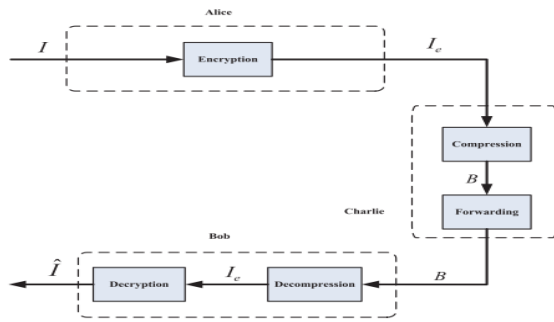 Alice
I
Encryption
I_e
Compression
B
Forwarding
Charlie
Bob
Î
Decryption
I_e
Decompression
B